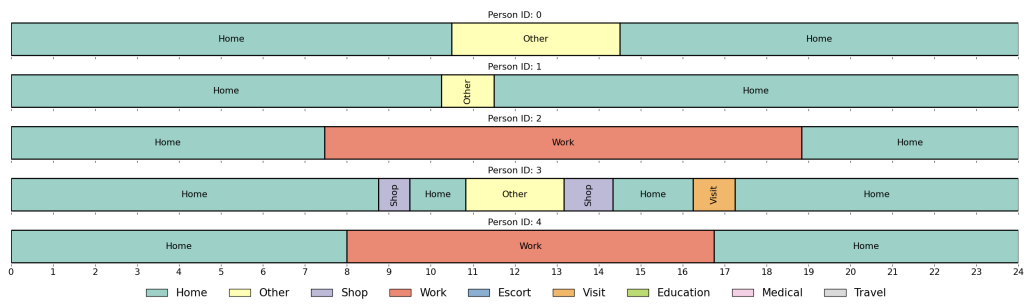 Person ID: 0
Home Other Home
Person ID: 1
Home Other Home
Person ID: 2
Home Work Home
Person ID: 3
Home Shop Home Other Shop Home Visit Home
Person ID: 4
Home Work Home
0 1 2 3 4 5 6 7 8 9 10 11 12 13 14 15 16 17 18 19 20 21 22 23 24
Home Other Shop Work Escort Visit Education Medical Travel